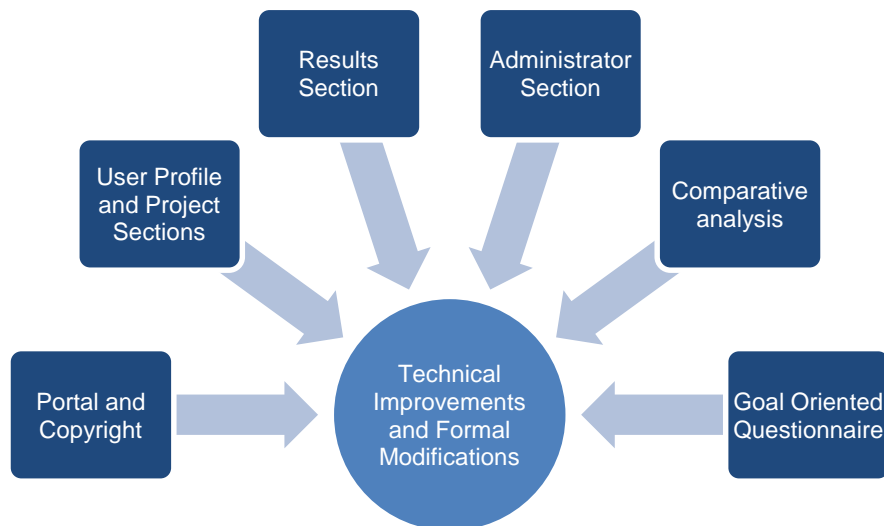 Results
Section
Administrator
Section
User Profile
and Project
Sections
Comparative
analysis
Portal and
Copyright
Technical
Improvements
and Formal
Modifications
Goal Oriented
Questionnaire